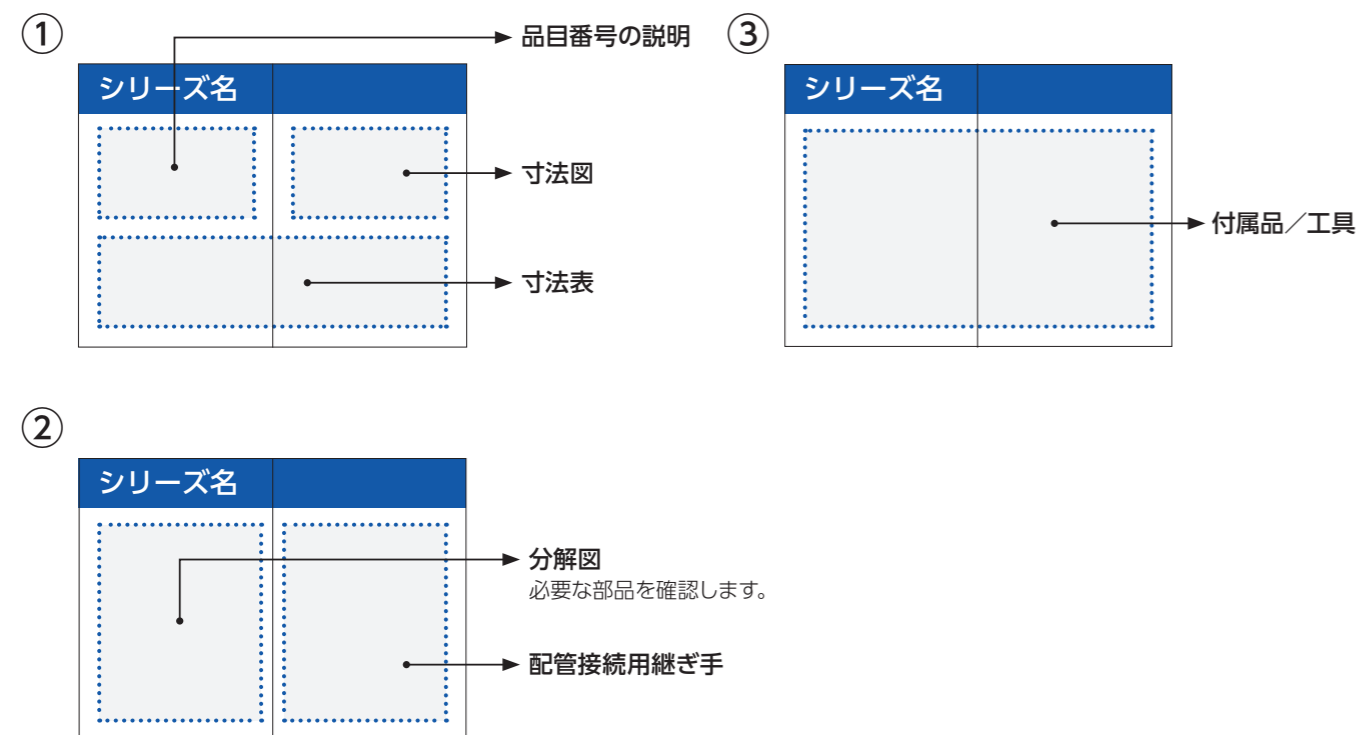 ①
品目番号の説明
シリーズ名
寸法図
寸法表
③
シリーズ名
付属品／工具
②
シリーズ名
分解図
必要な部品を確認します。
配管接続用継ぎ手